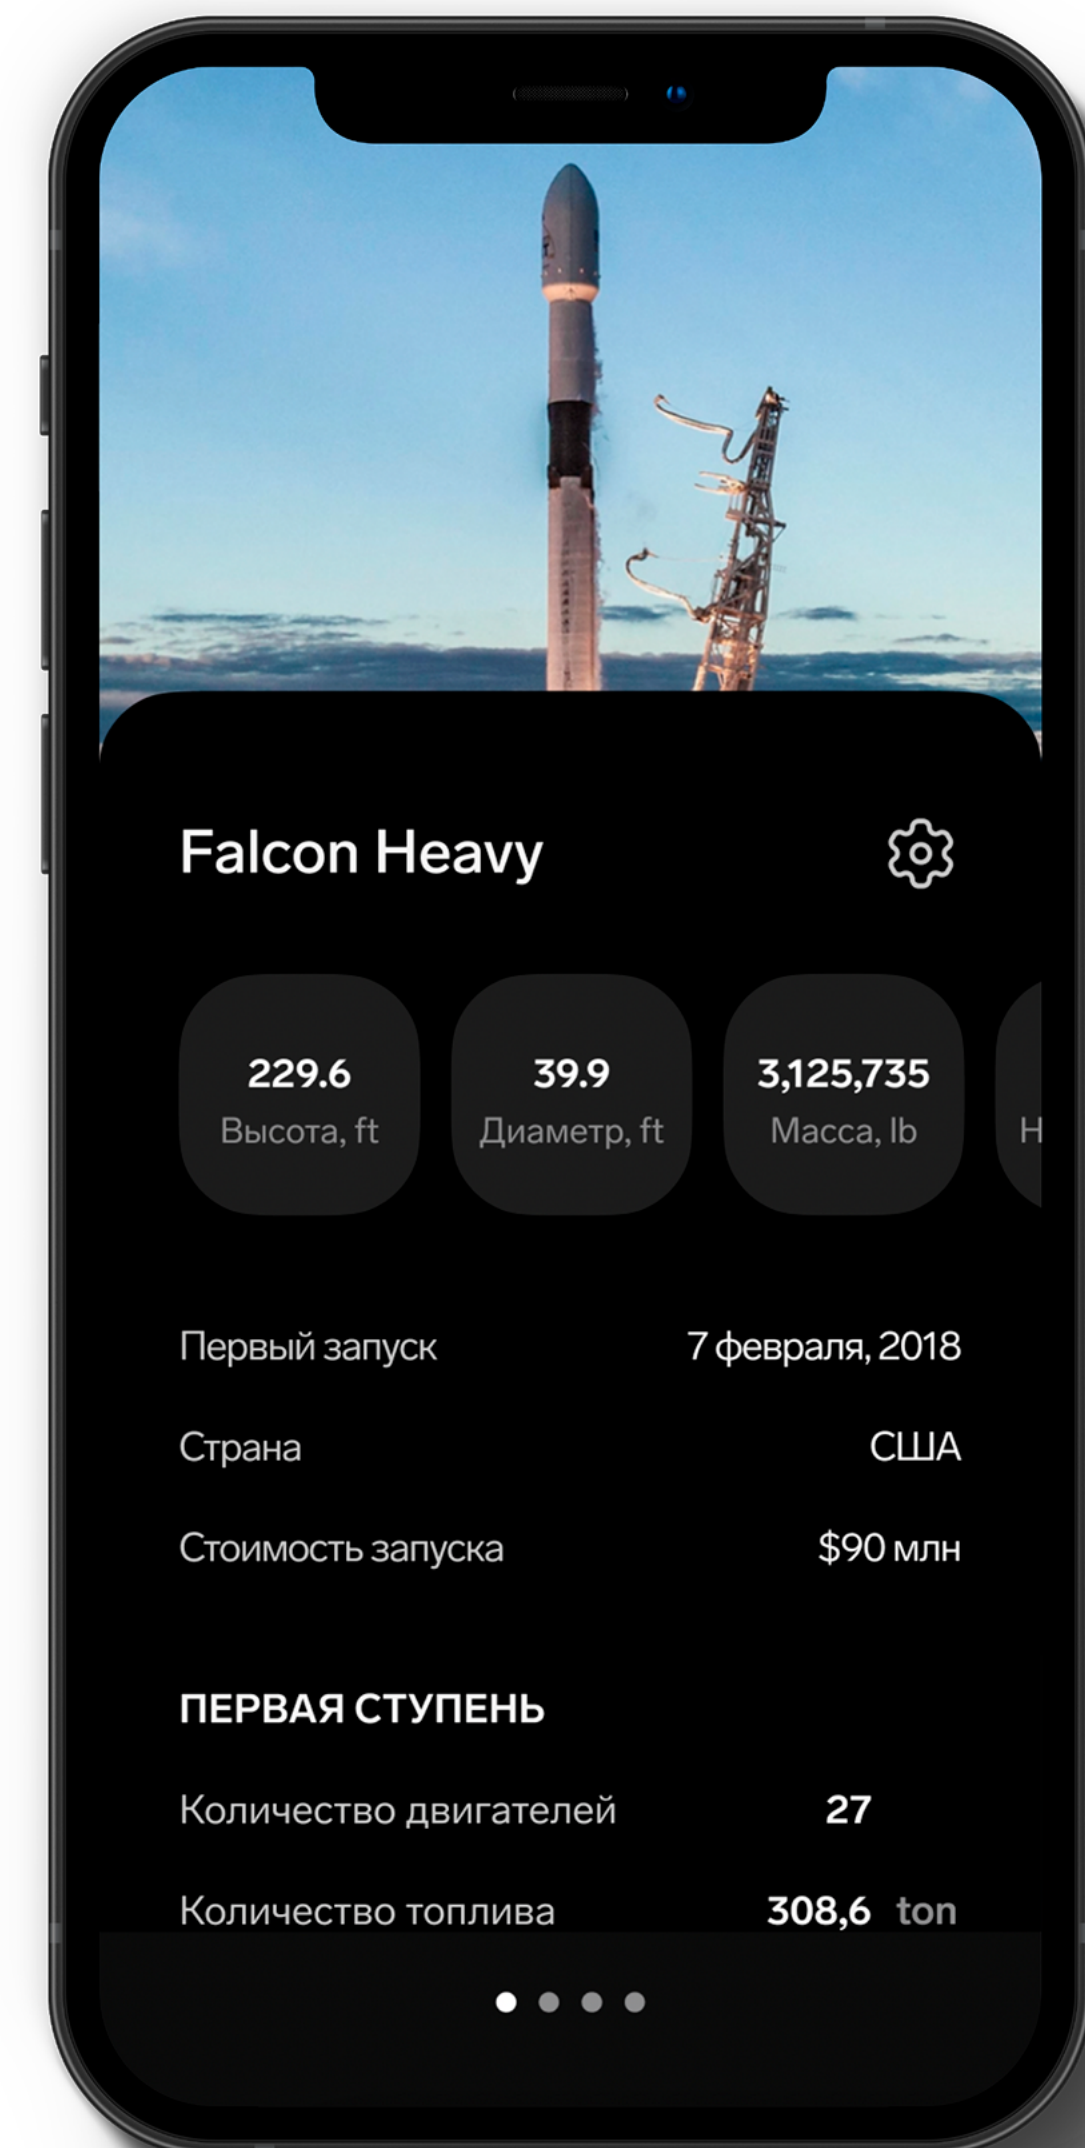 Falcon Heavy
229.6
Высота, ft
39.9
Диаметр, ft
3,125,735
Масса, lb
Н
Первый запуск 7 февраля, 2018
Страна США
Стоимость запуска $90 млн
ПЕРВАЯ СТУПЕНЬ
Количество двигателей 27
Количество топлива 308,6 ton